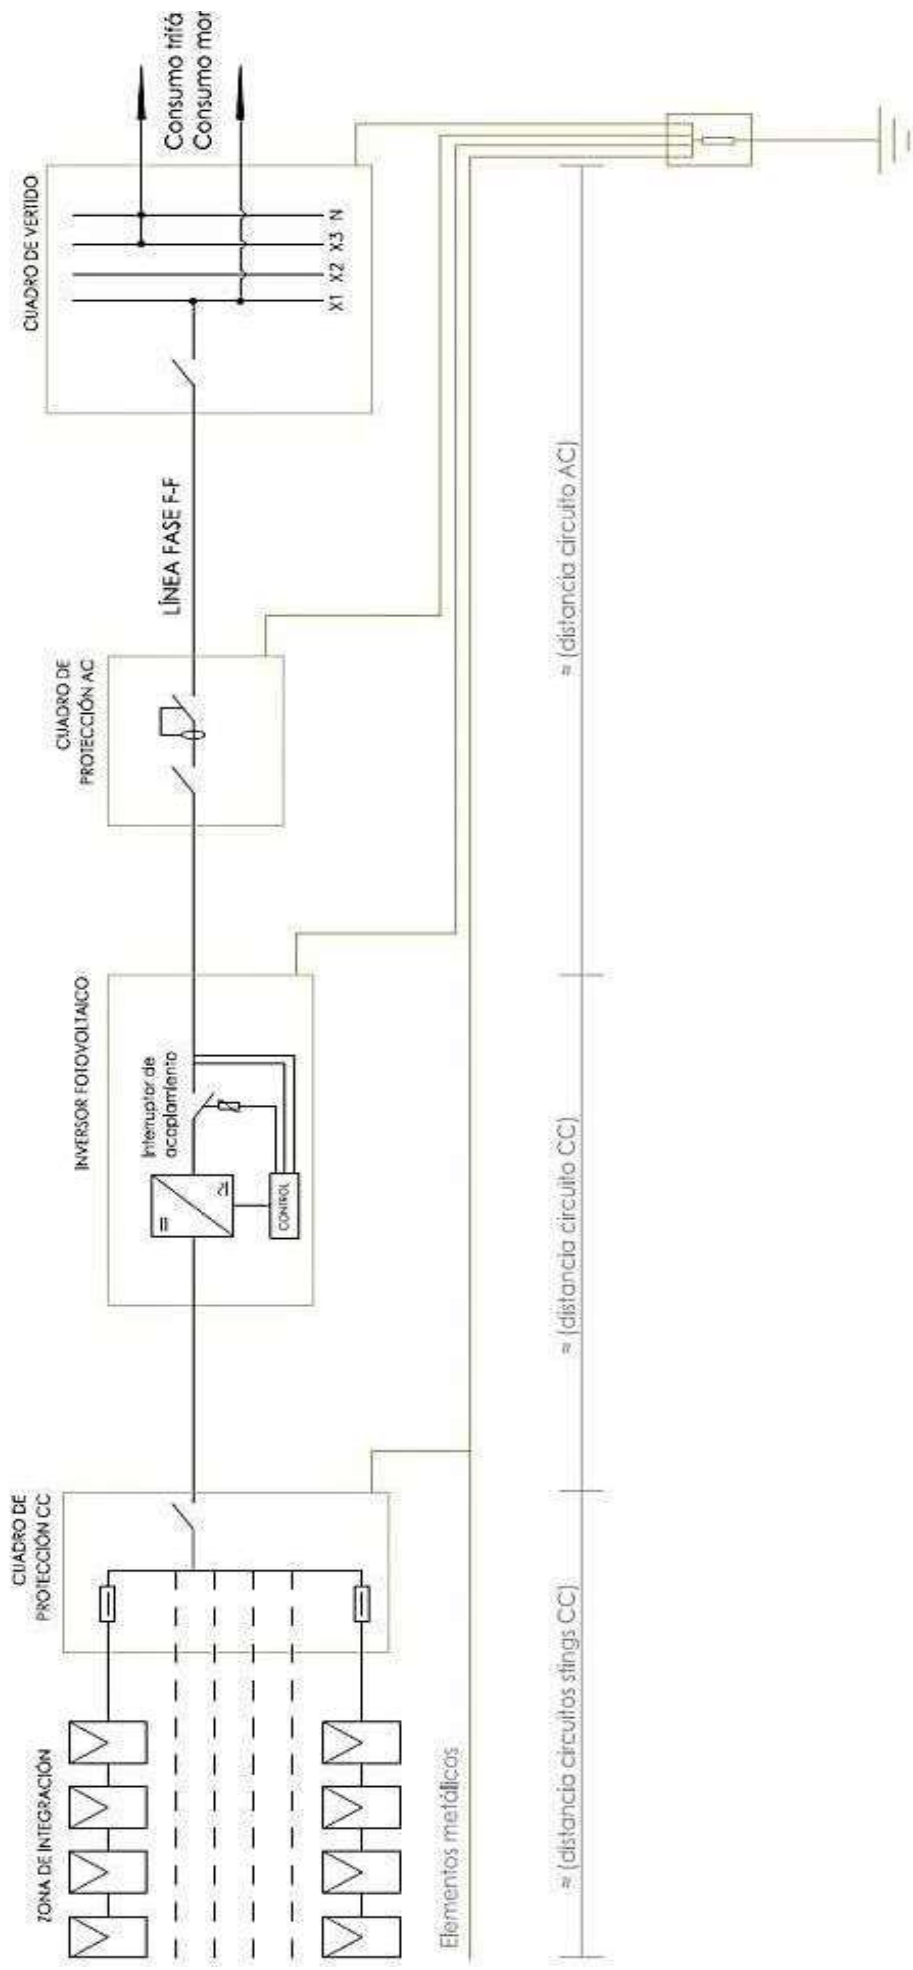 ZONA DE INTEGRACIÓN
CUADRO DE
PROTECCIÓN CC
INVERSOR FOTOVOLTAICO
Interruptor de
acoplamiento
CONTROL
CUADRO DE
PROTECCIÓN AC
LÍNEA FASE F-F
CUADRO DE VERTIDO
X1 X2 X3 N
Consumo trifá
Consumo mor
Elementos metálicos
≈ (distancia circuitos stings CC)
≈ (distancia circuito CC)
≈ (distancia circuito AC)